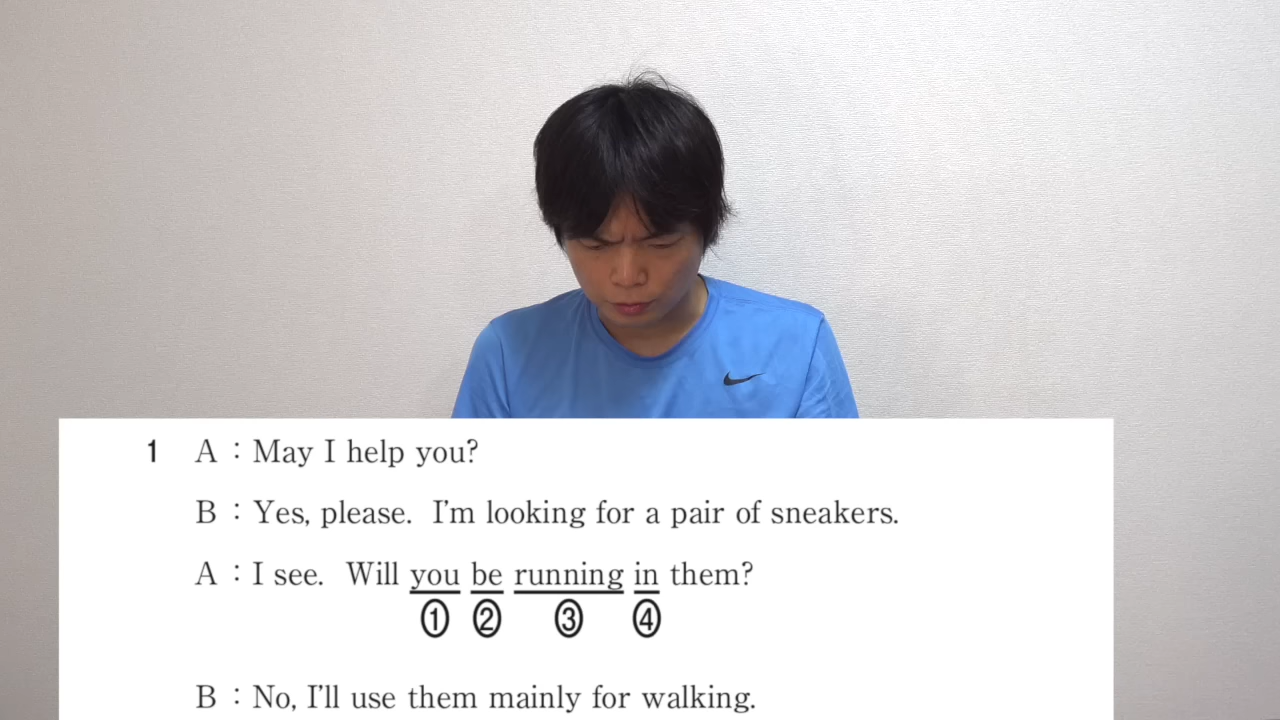 1 A：May I help you?
B：Yes, please. I'm looking for a pair of sneakers.
A：I see. Will you be running in them?
① ② ③ ④
B：No, I'll use them mainly for walking.